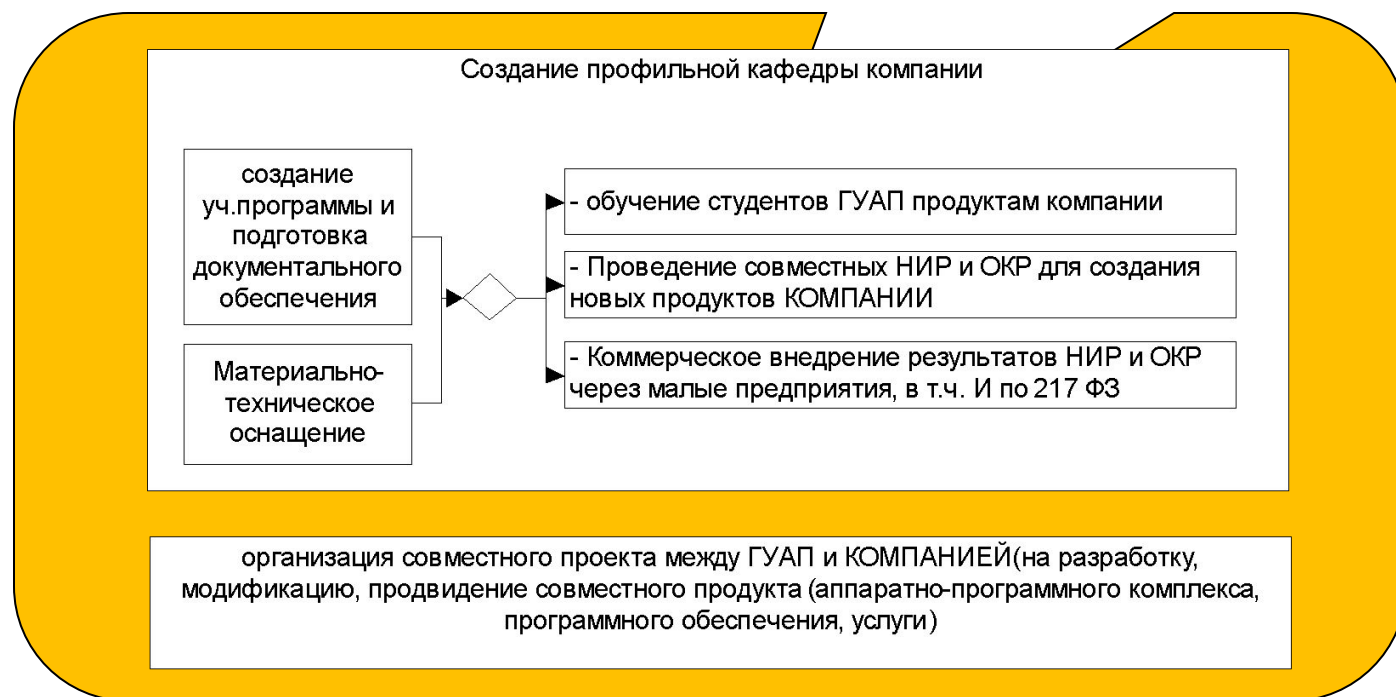 Создание профильной кафедры компании
создание
уч.программы и
подготовка
документального
обеспечения
Материально-
техническое
оснащение
- обучение студентов ГУАП продуктам компании
- Проведение совместных НИР и ОКР для создания
новых продуктов КОМПАНИИ
- Коммерческое внедрение результатов НИР и ОКР
через малые предприятия, в т.ч. И по 217 ФЗ
организация совместного проекта между ГУАП и КОМПАНИЕЙ(на разработку,
модификацию, продвидение совместного продукта (аппаратно-программного комплекса,
программного обеспечения, услуги)